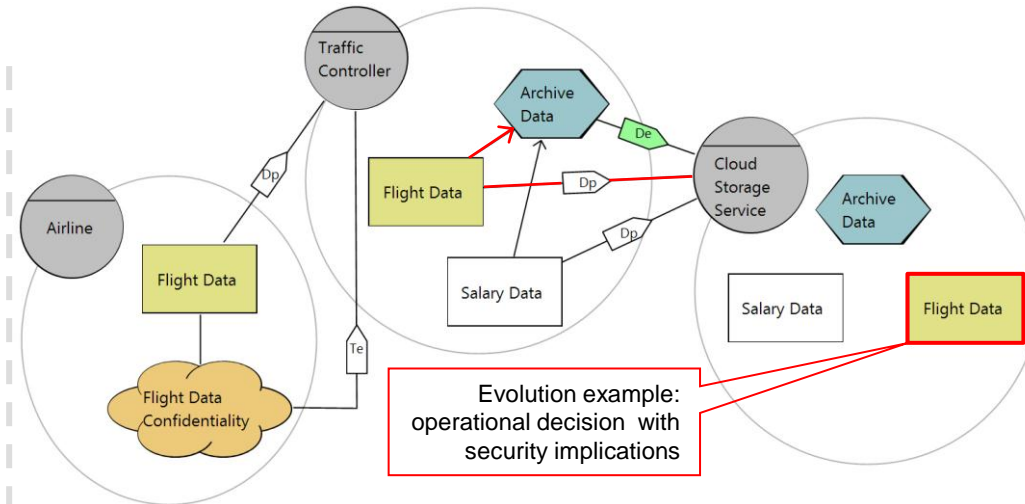 Traffic
Controller
Archive
Data
De
Cloud
Storage
Service
Archive
Data
Dp
Flight Data
Dp
Airline
Flight Data
Dp
Salary Data
Salary Data
Flight Data
Te
Flight Data
Confidentiality
Evolution example:
operational decision with
security implications